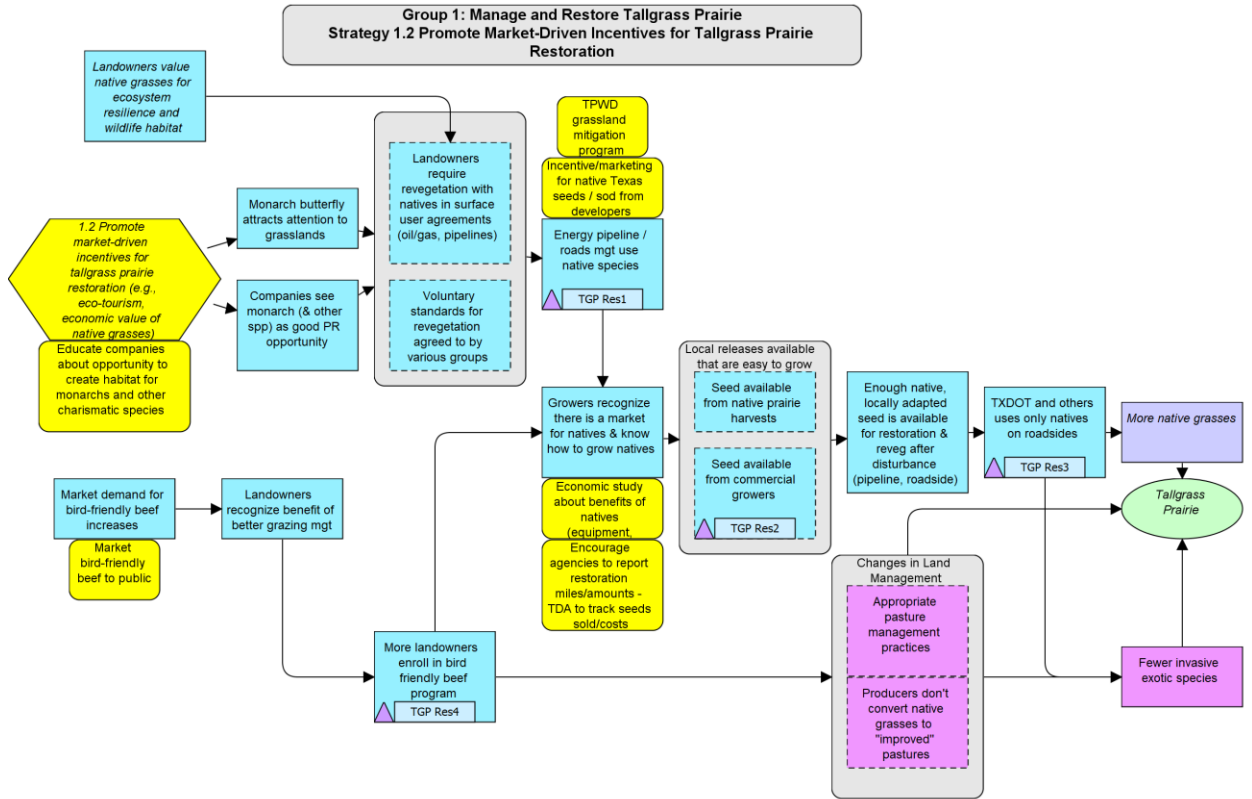 Group 1: Manage and Restore Tallgrass Prairie
Strategy 1.2 Promote Market-Driven Incentives for Tallgrass Prairie
Restoration
Landowners value
native grasses for
ecosystem
resilience and
wildlife habitat
TPWD
grassland
mitigation
program
Incentive/marketing
for native Texas
seeds / sod from
developers
Landowners
require
revegetation with
natives in surface
user agreements
(oil/gas, pipelines)
Voluntary
standards for
revegetation
agreed to by
various groups
Monarch butterfly
attracts attention to
grasslands
Companies see
monarch (& other
spp) as good PR
opportunity
1.2 Promote
market-driven
incentives for
tallgrass prairie
restoration (e.g.,
eco-tourism,
economic value of
native grasses)
Educate companies
about opportunity to
create habitat for
monarchs and other
charismatic species
Energy pipeline /
roads mgt use
native species
TGP Res1
Growers recognize
there is a market
for natives & know
how to grow natives
Economic study
about benefits of
natives
(equipment,
Encourage
agencies to report
restoration
miles/amounts -
TDA to track seeds
sold/costs
Local releases available
that are easy to grow
Seed available
from native prairie
harvests
Seed available
from commercial
growers
TGP Res2
Enough native,
locally adapted
seed is available
for restoration &
reveg after
disturbance
(pipeline, roadside)
TXDOT and others
uses only natives
on roadsides
TGP Res3
More native grasses
Tallgrass
Prairie
Market demand for
bird-friendly beef
increases
Market
bird-friendly
beef to public
Landowners
recognize benefit of
better grazing mgt
More landowners
enroll in bird
friendly beef
program
TGP Res4
Changes in Land
Management
Appropriate
pasture
management
practices
Producers don't
convert native
grasses to
"improved"
pastures
Fewer invasive
exotic species